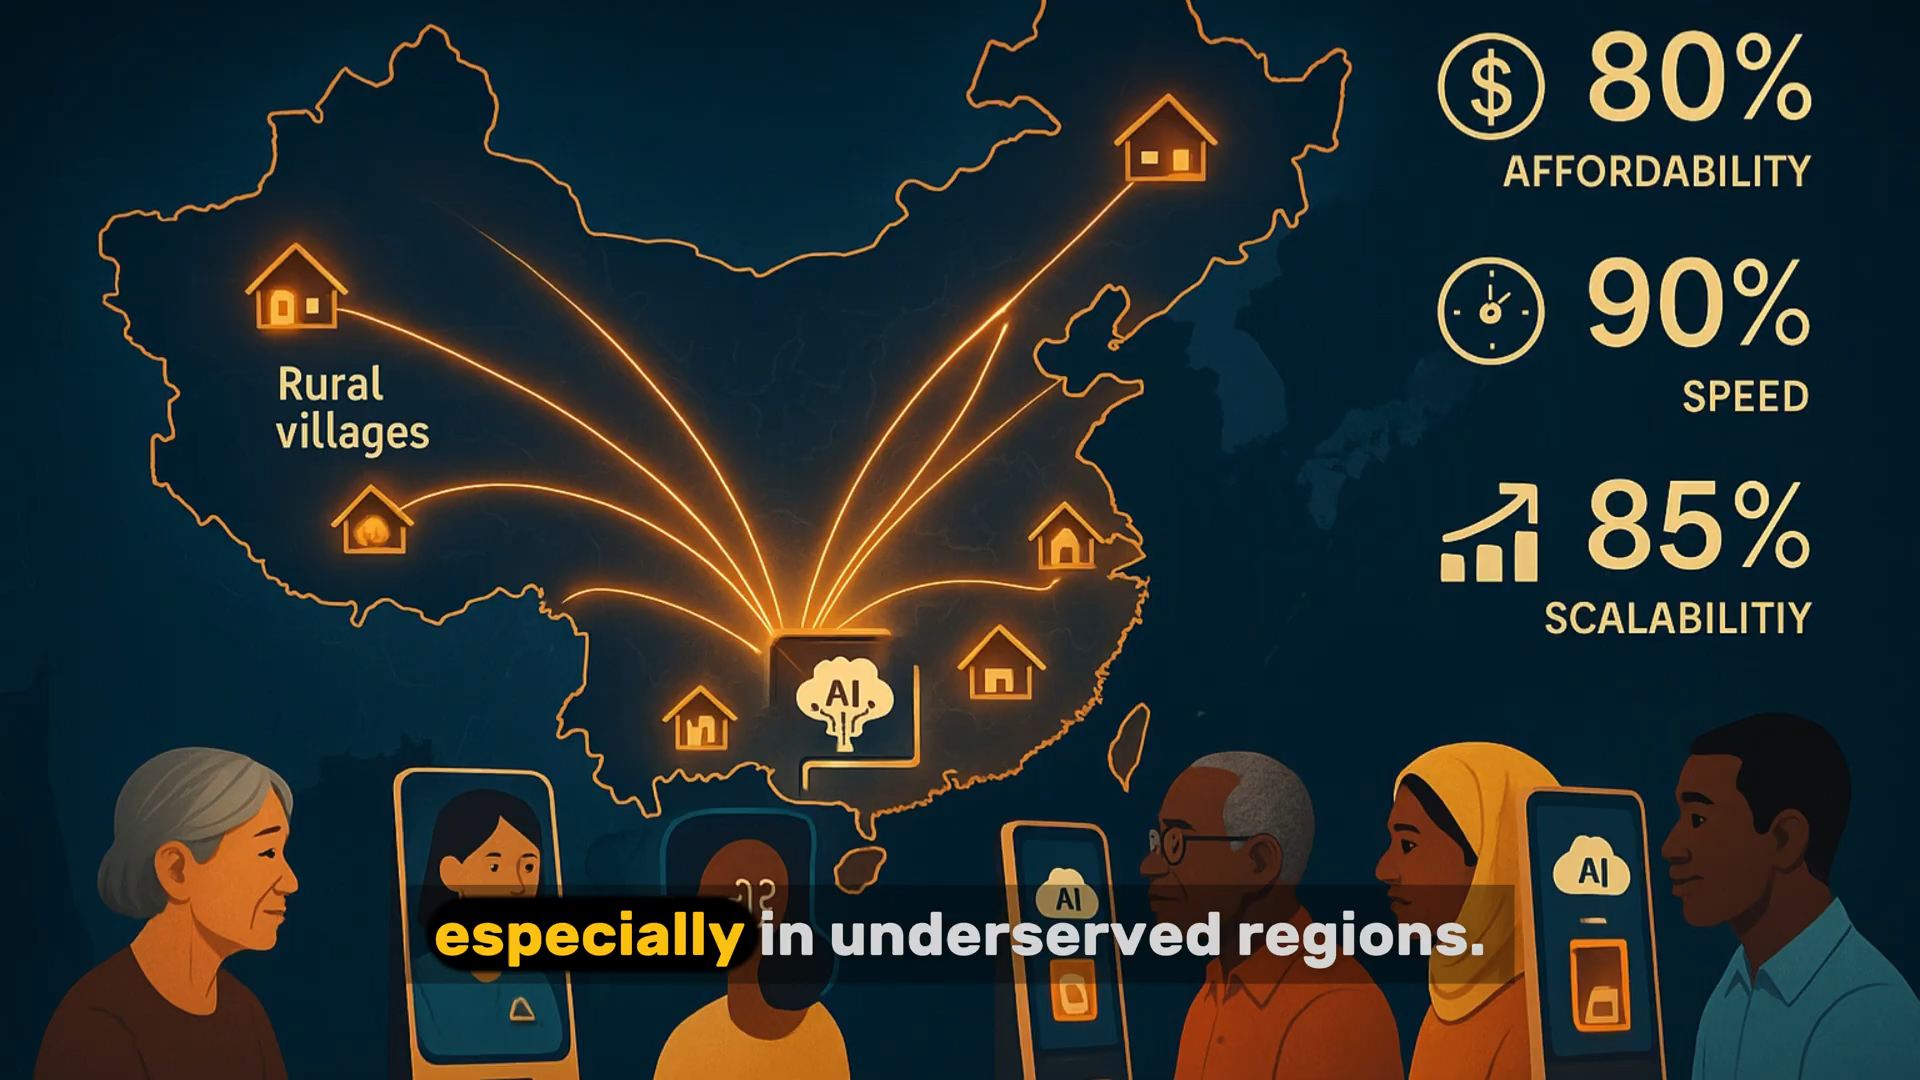 80%
AFFORDABILITY
90%
SPEED
Rural
villages
85%
SCALABILITIY
AI
AI
AI
especially in underserved regions.